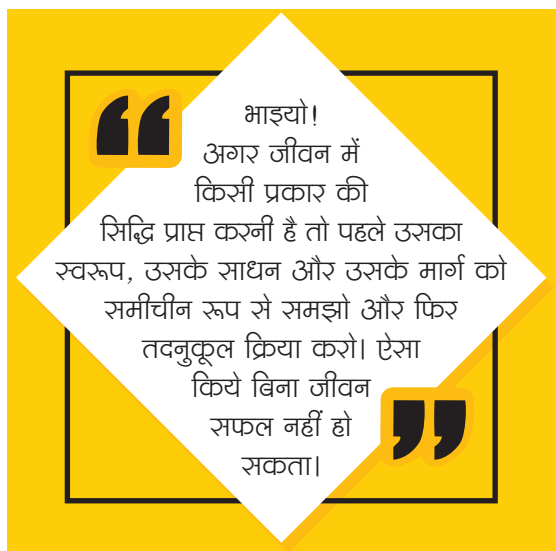 भाइयो!
अगर जीवन में
किसी प्रकार की
सिद्धि प्राप्त करनी है तो पहले उसका
स्वरूप, उसके साधन और उसके मार्ग को
समीचीन रूप से समझो और फिर
तदनुकूल क्रिया करो। ऐसा
किये बिना जीवन
सफल नहीं हो
सकता।